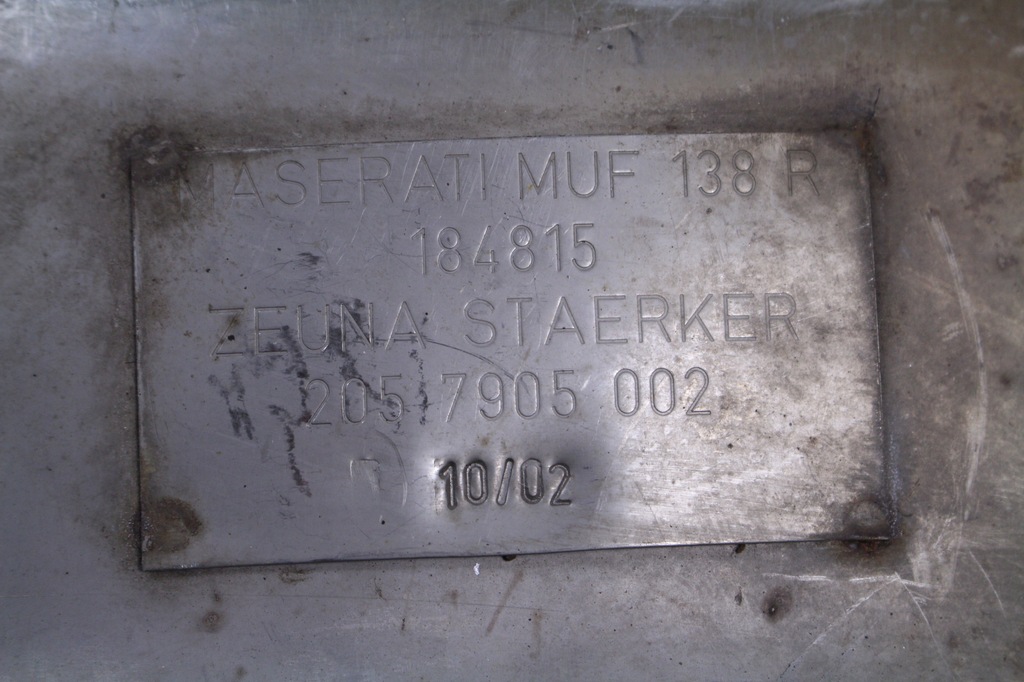 MASERATI MUF 138 R
184815
ZEUNA STAERKER
205 7905 002
10/02